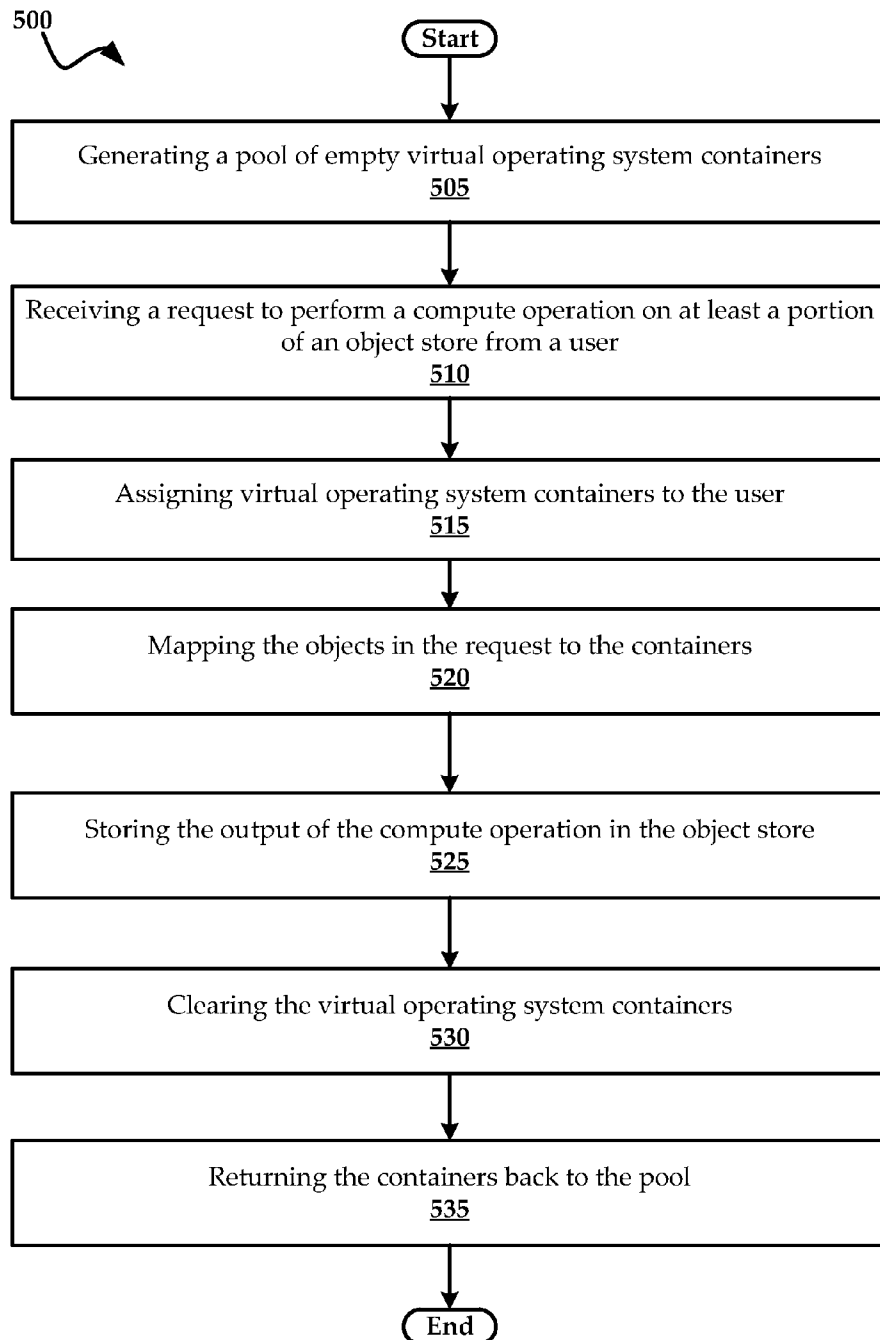 500
Start
Generating a pool of empty virtual operating system containers
505
Receiving a request to perform a compute operation on at least a portion
of an object store from a user
510
Assigning virtual operating system containers to the user
515
Mapping the objects in the request to the containers
520
Storing the output of the compute operation in the object store
525
Clearing the virtual operating system containers
530
Returning the containers back to the pool
535
End